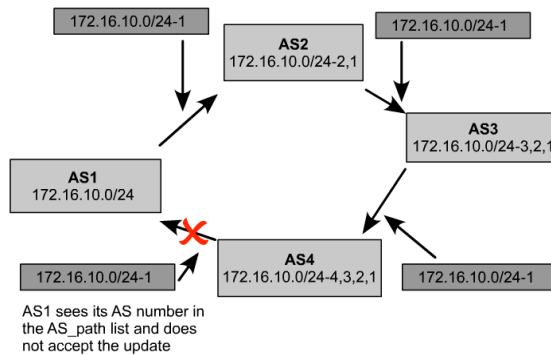 172.16.10.0/24-1
172.16.10.0/24-1
AS2
172.16.10.0/24-2,1
AS3
172.16.10.0/24-3,2,1
AS1
172.16.10.0/24
AS4
172.16.10.0/24-4,3,2,1
172.16.10.0/24-1
172.16.10.0/24-1
AS1 sees its AS number in
the AS_path list and does
not accept the update